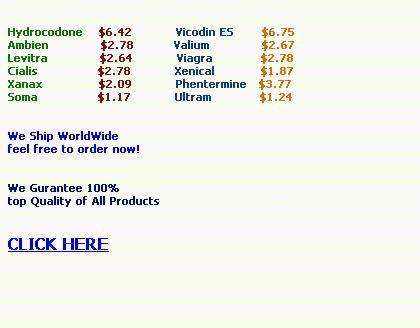 Hydrocodone $6.42 Vicodin ES $6.75
Ambien $2.78 Valium $2.67
Levitra $2.64 Viagra $2.78
Cialis $2.78 Xenical $1.87
Xanax $2.09 Phentermine $3.77
Soma $1.17 Ultram $1.24
We Ship WorldWide
feel free to order now!
We Gurantee 100%
top Quality of All Products
CLICK HERE